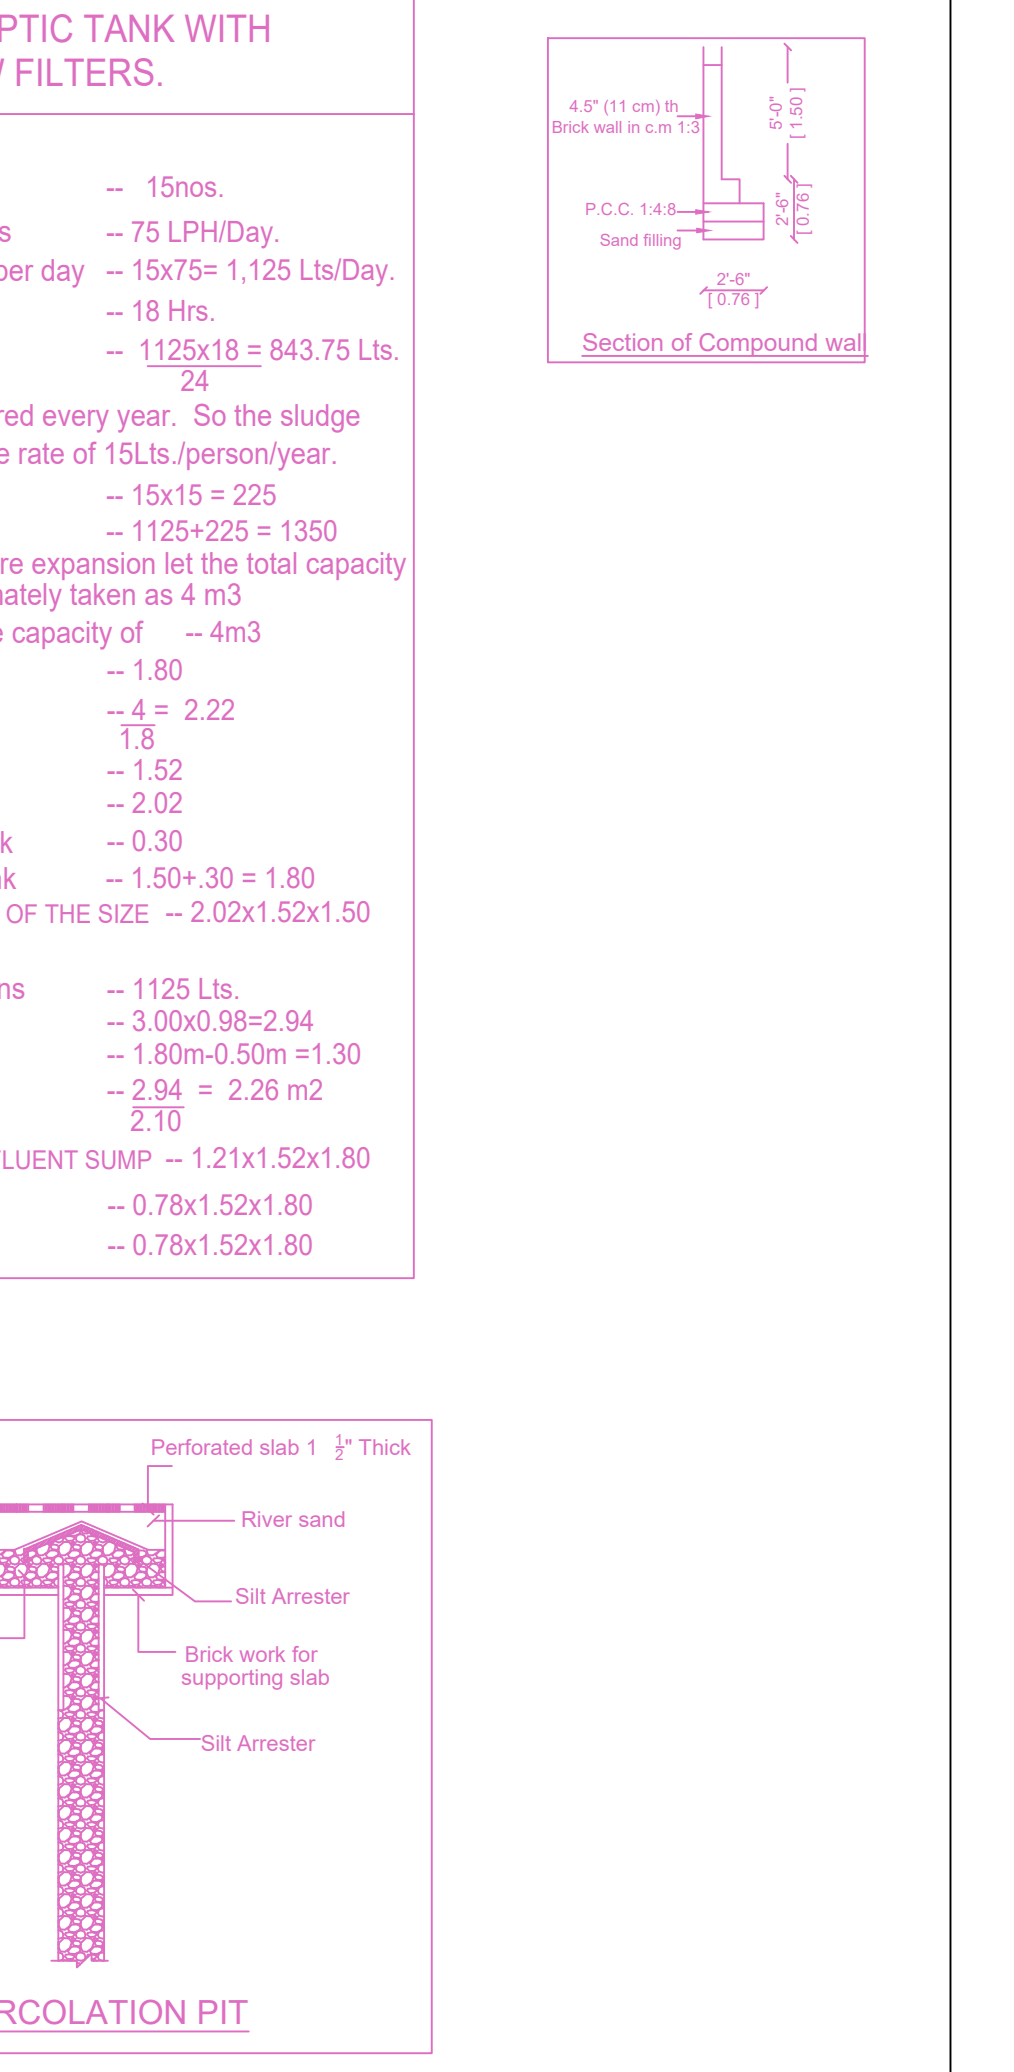 PTIC TANK WITH
FILTERS.
-- 15nos.
s -- 75 LPH/Day.
per day -- 15x75= 1,125 Lts/Day.
-- 18 Hrs.
-- 1125x18 = 843.75 Lts.
24
red every year. So the sludge
e rate of 15Lts./person/year.
-- 15x15 = 225
-- 1125+225 = 1350
re expansion let the total capacity
nately taken as 4 m3
e capacity of -- 4m3
-- 1.80
-- 4 = 2.22
1.8
-- 1.52
-- 2.02
k -- 0.30
nk -- 1.50+.30 = 1.80
OF THE SIZE -- 2.02x1.52x1.50
ns -- 1125 Lts.
-- 3.00x0.98=2.94
-- 1.80m-0.50m =1.30
-- 2.94 = 2.26 m2
2.10
LUENT SUMP -- 1.21x1.52x1.80
-- 0.78x1.52x1.80
-- 0.78x1.52x1.80
4.5" (11 cm) th
Brick wall in c.m 1:3
5'-0"
[ 1.50 ]
P.C.C. 1:4:8
Sand filling
2'-6"
[ 0.76 ]
2'-6"
[ 0.76 ]
Section of Compound wall
Perforated slab 1 1/2" Thick
River sand
Silt Arrester
Brick work for
supporting slab
Silt Arrester
RCOLATION PIT